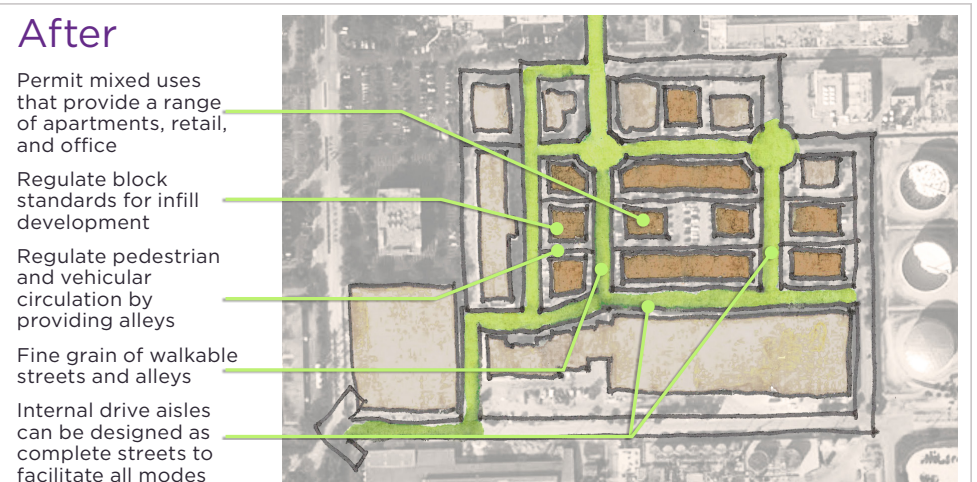 After
Permit mixed uses
that provide a range
of apartments, retail,
and office
Regulate block
standards for infill
development
Regulate pedestrian
and vehicular
circulation by
providing alleys
Fine grain of walkable
streets and alleys
Internal drive aisles
can be designed as
complete streets to
facilitate all modes